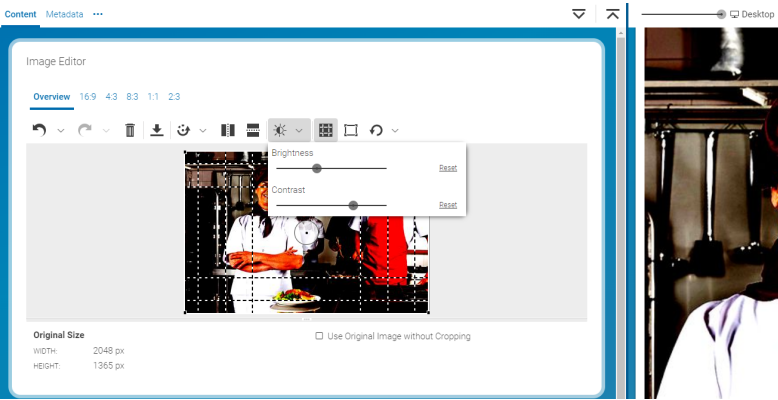 Content Metadata
Desktop
Image Editor
Overview 16:9 4:3 8:3 1:1 2:3
Brightness
Reset
Contrast
Reset
Original Size
WIDTH: 2048 px
HEIGHT: 1365 px
Use Original Image without Cropping